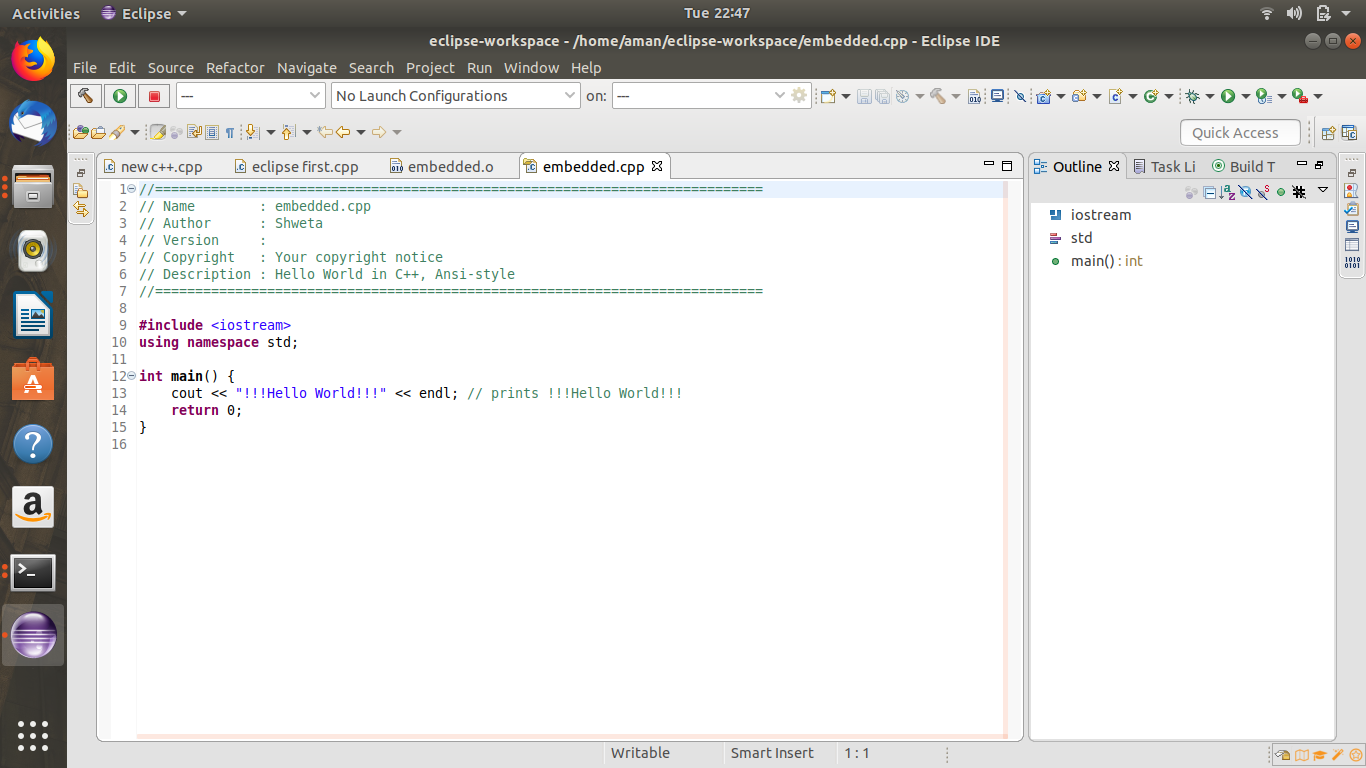 Activities Eclipse Tue 22:47
eclipse-workspace - /home/aman/eclipse-workspace/embedded.cpp - Eclipse IDE
File Edit Source Refactor Navigate Search Project Run Window Help
--- No Launch Configurations on: ---
Quick Access
new c++.cpp eclipse first.cpp embedded.o embedded.cpp
Outline Task Li Build T
1 //============================================================================
2 // Name        : embedded.cpp
3 // Author      : Shweta
4 // Version     :
5 // Copyright   : Your copyright notice
6 // Description : Hello World in C++, Ansi-style
7 //============================================================================
8
9 #include <iostream>
10 using namespace std;
11
12 int main() {
13     cout << "!!!Hello World!!!" << endl; // prints !!!Hello World!!!
14     return 0;
15 }
16
iostream
std
main() : int
Writable Smart Insert 1 : 1